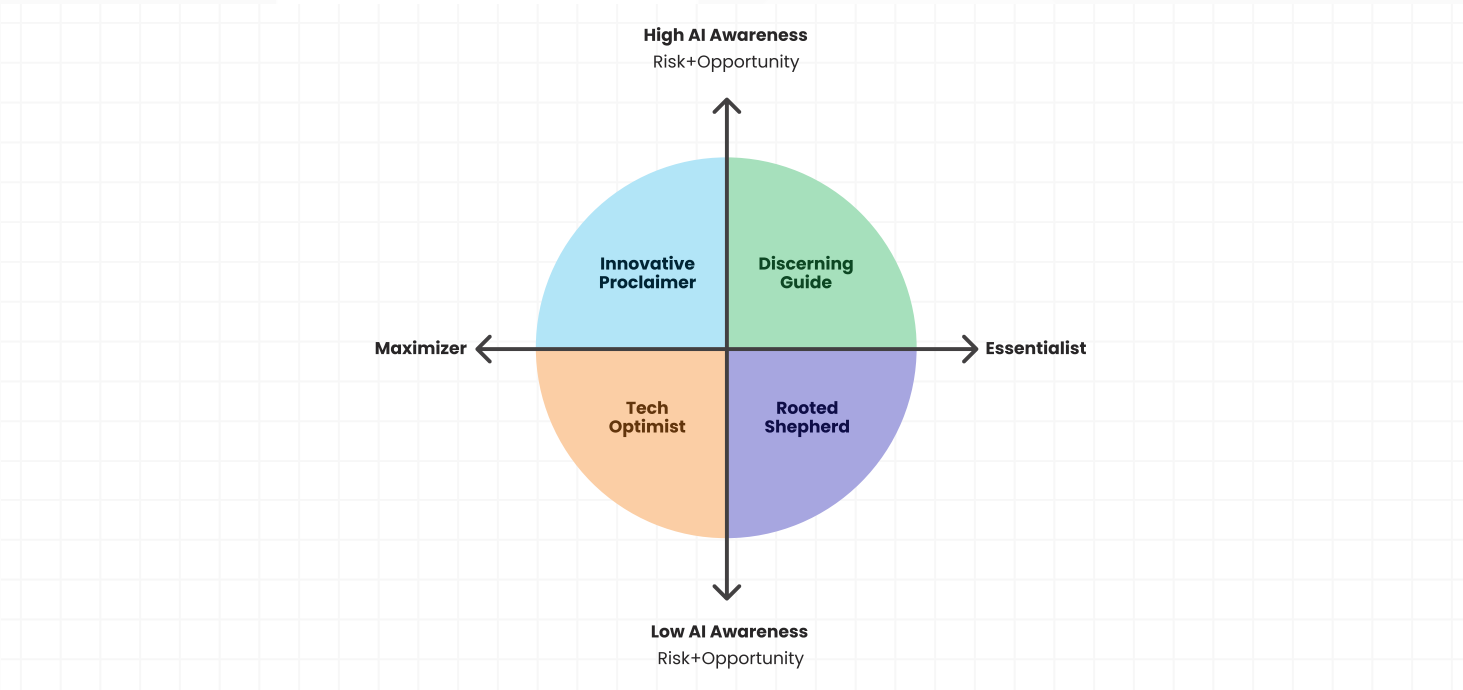 High AI Awareness
Risk+Opportunity
Innovative
Proclaimer
Discerning
Guide
Maximizer
Essentialist
Tech
Optimist
Rooted
Shepherd
Low AI Awareness
Risk+Opportunity